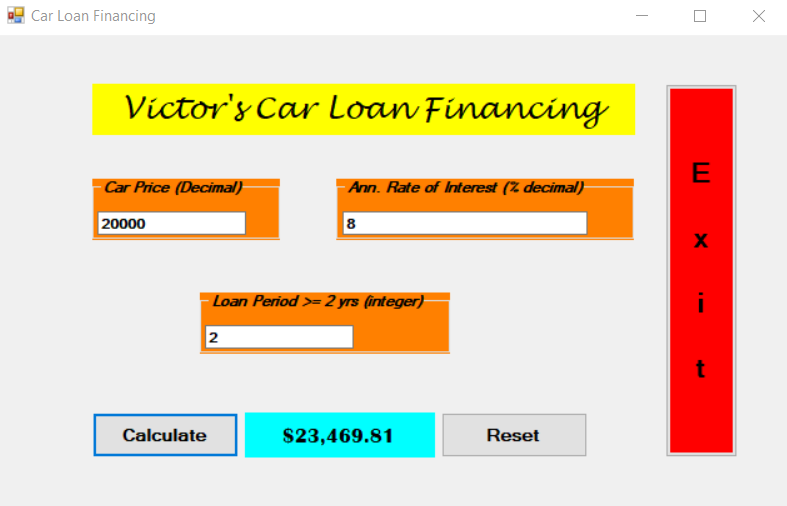 Car Loan Financing
Victor's Car Loan Financing
Car Price (Decimal)
20000
Ann. Rate of Interest (% decimal)
8
Loan Period >= 2 yrs (integer)
2
Calculate
$23,469.81
Reset
E
x
i
t